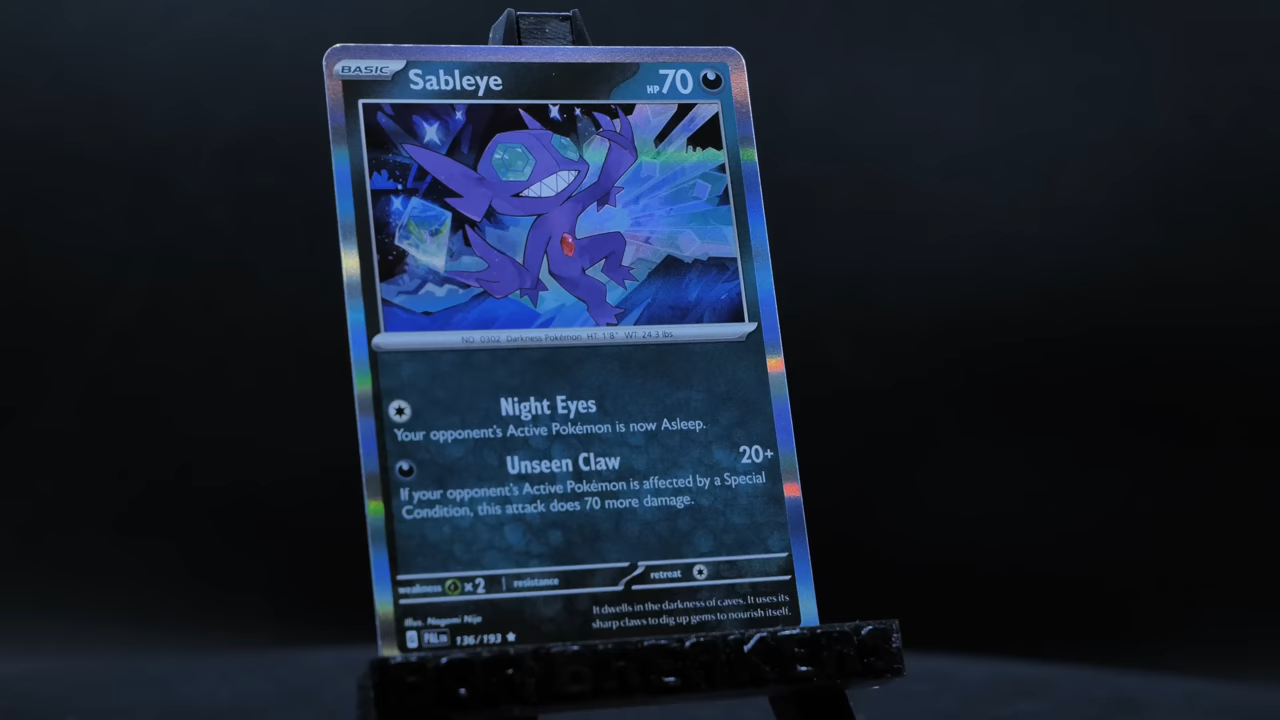 BASIC Sableye HP 70
NO. 0302 Darkness Pokémon HT: 1'8" WT: 24.3 lbs
Night Eyes
Your opponent's Active Pokémon is now Asleep.
Unseen Claw 20+
If your opponent's Active Pokémon is affected by a Special
Condition, this attack does 70 more damage.
weakness ×2 resistance retreat
Illus. Nagomi Nijo
It dwells in the darkness of caves. It uses its
sharp claws to dig up gems to nourish itself.
G PAL EN 136/193